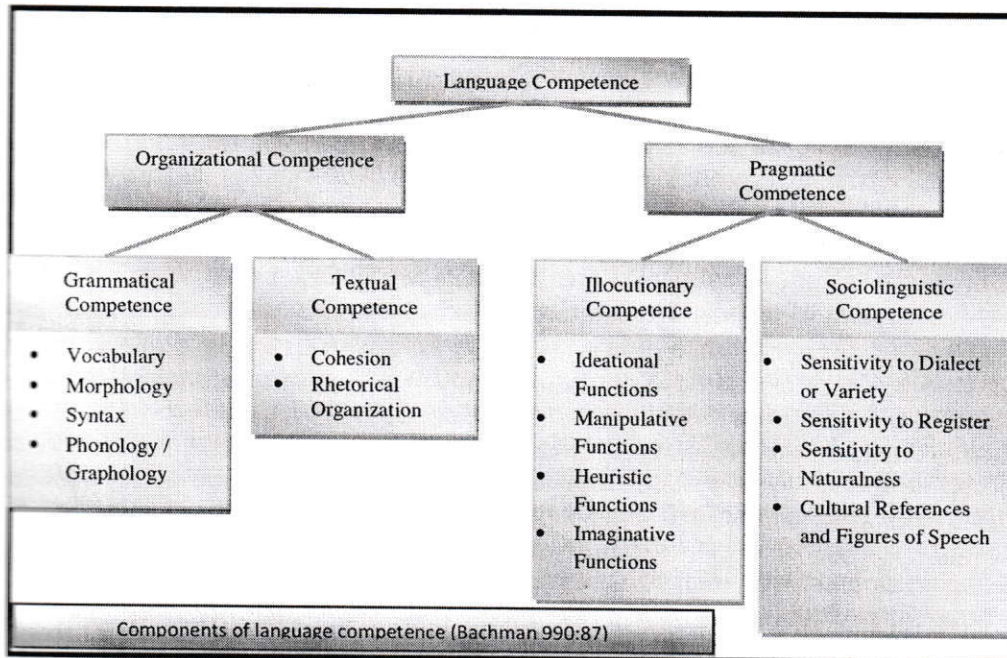 Language Competence
Organizational Competence
Pragmatic
Competence
Grammatical
Competence
• Vocabulary
• Morphology
• Syntax
• Phonology /
Graphology
Textual
Competence
• Cohesion
• Rhetorical
Organization
Illocutionary
Competence
• Ideational
Functions
• Manipulative
Functions
• Heuristic
Functions
• Imaginative
Functions
Sociolinguistic
Competence
• Sensitivity to Dialect
or Variety
• Sensitivity to Register
• Sensitivity to
Naturalness
• Cultural References
and Figures of Speech
Components of language competence (Bachman 990:87)